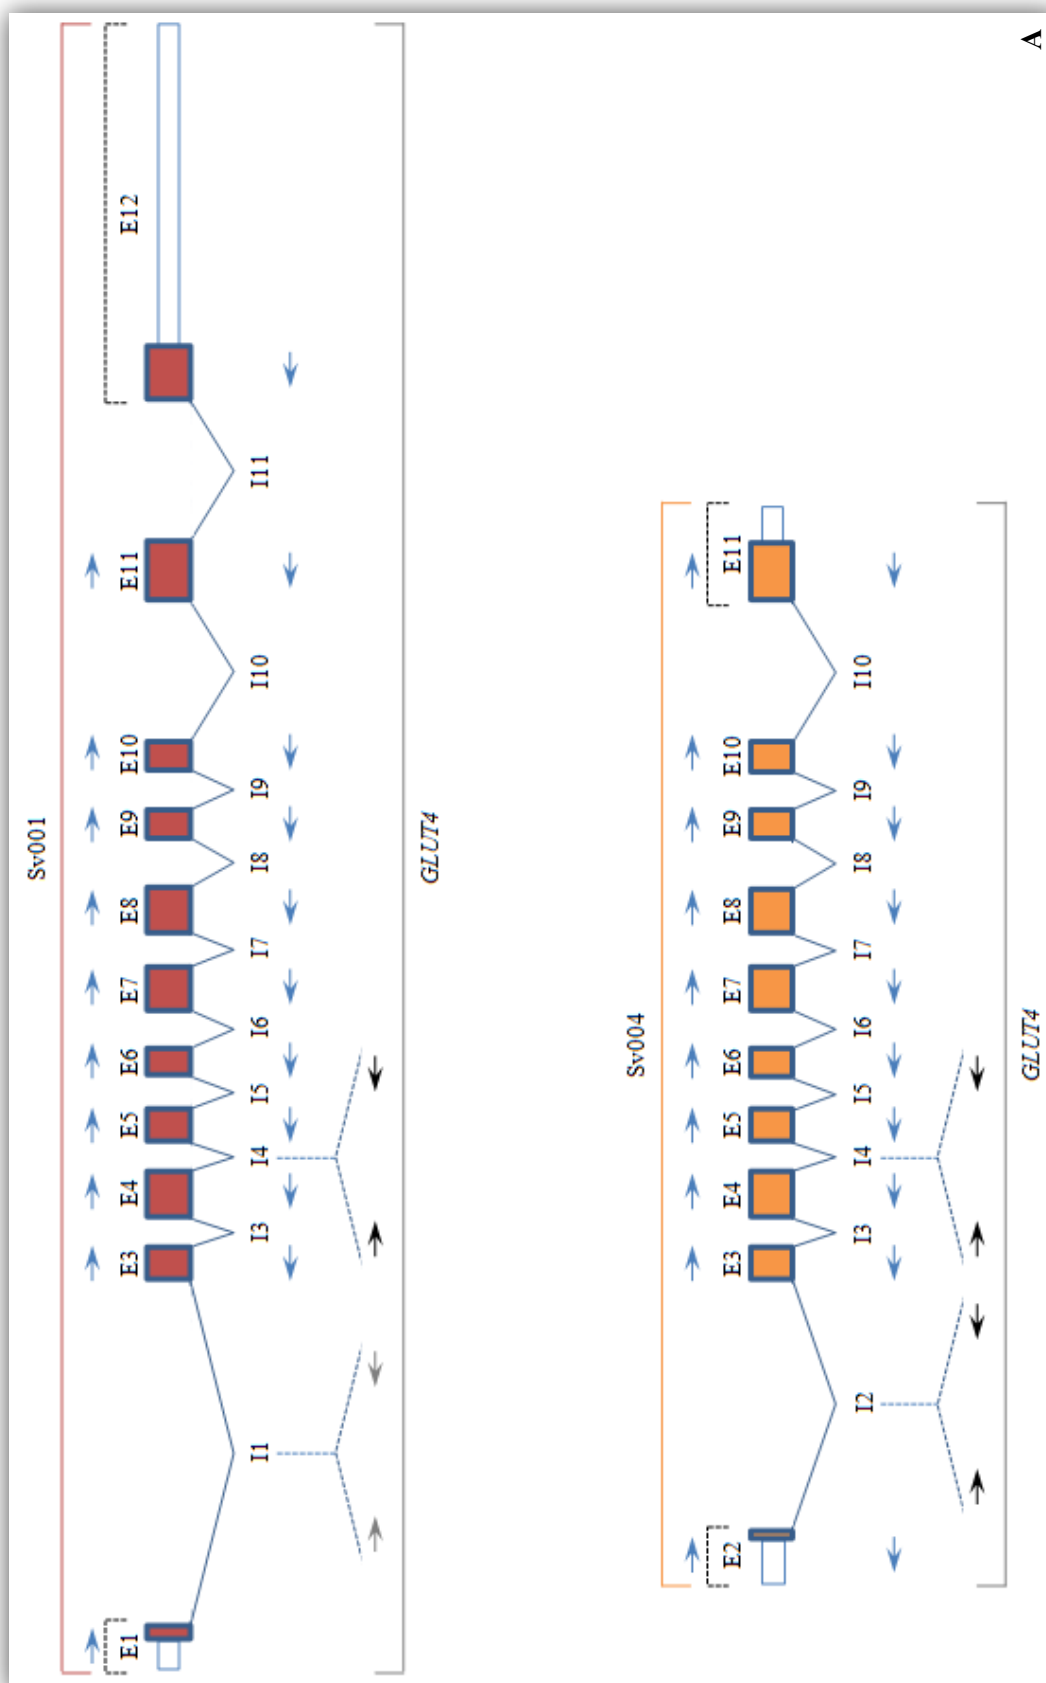 A
Sv001
E1 E3 E4 E5 E6 E7 E8 E9 E10 E11 E12
I1 I3 I4 I5 I6 I7 I8 I9 I10 I11
GLUT4
Sv004
E2 E3 E4 E5 E6 E7 E8 E9 E10 E11
I2 I3 I4 I5 I6 I7 I8 I9 I10
GLUT4